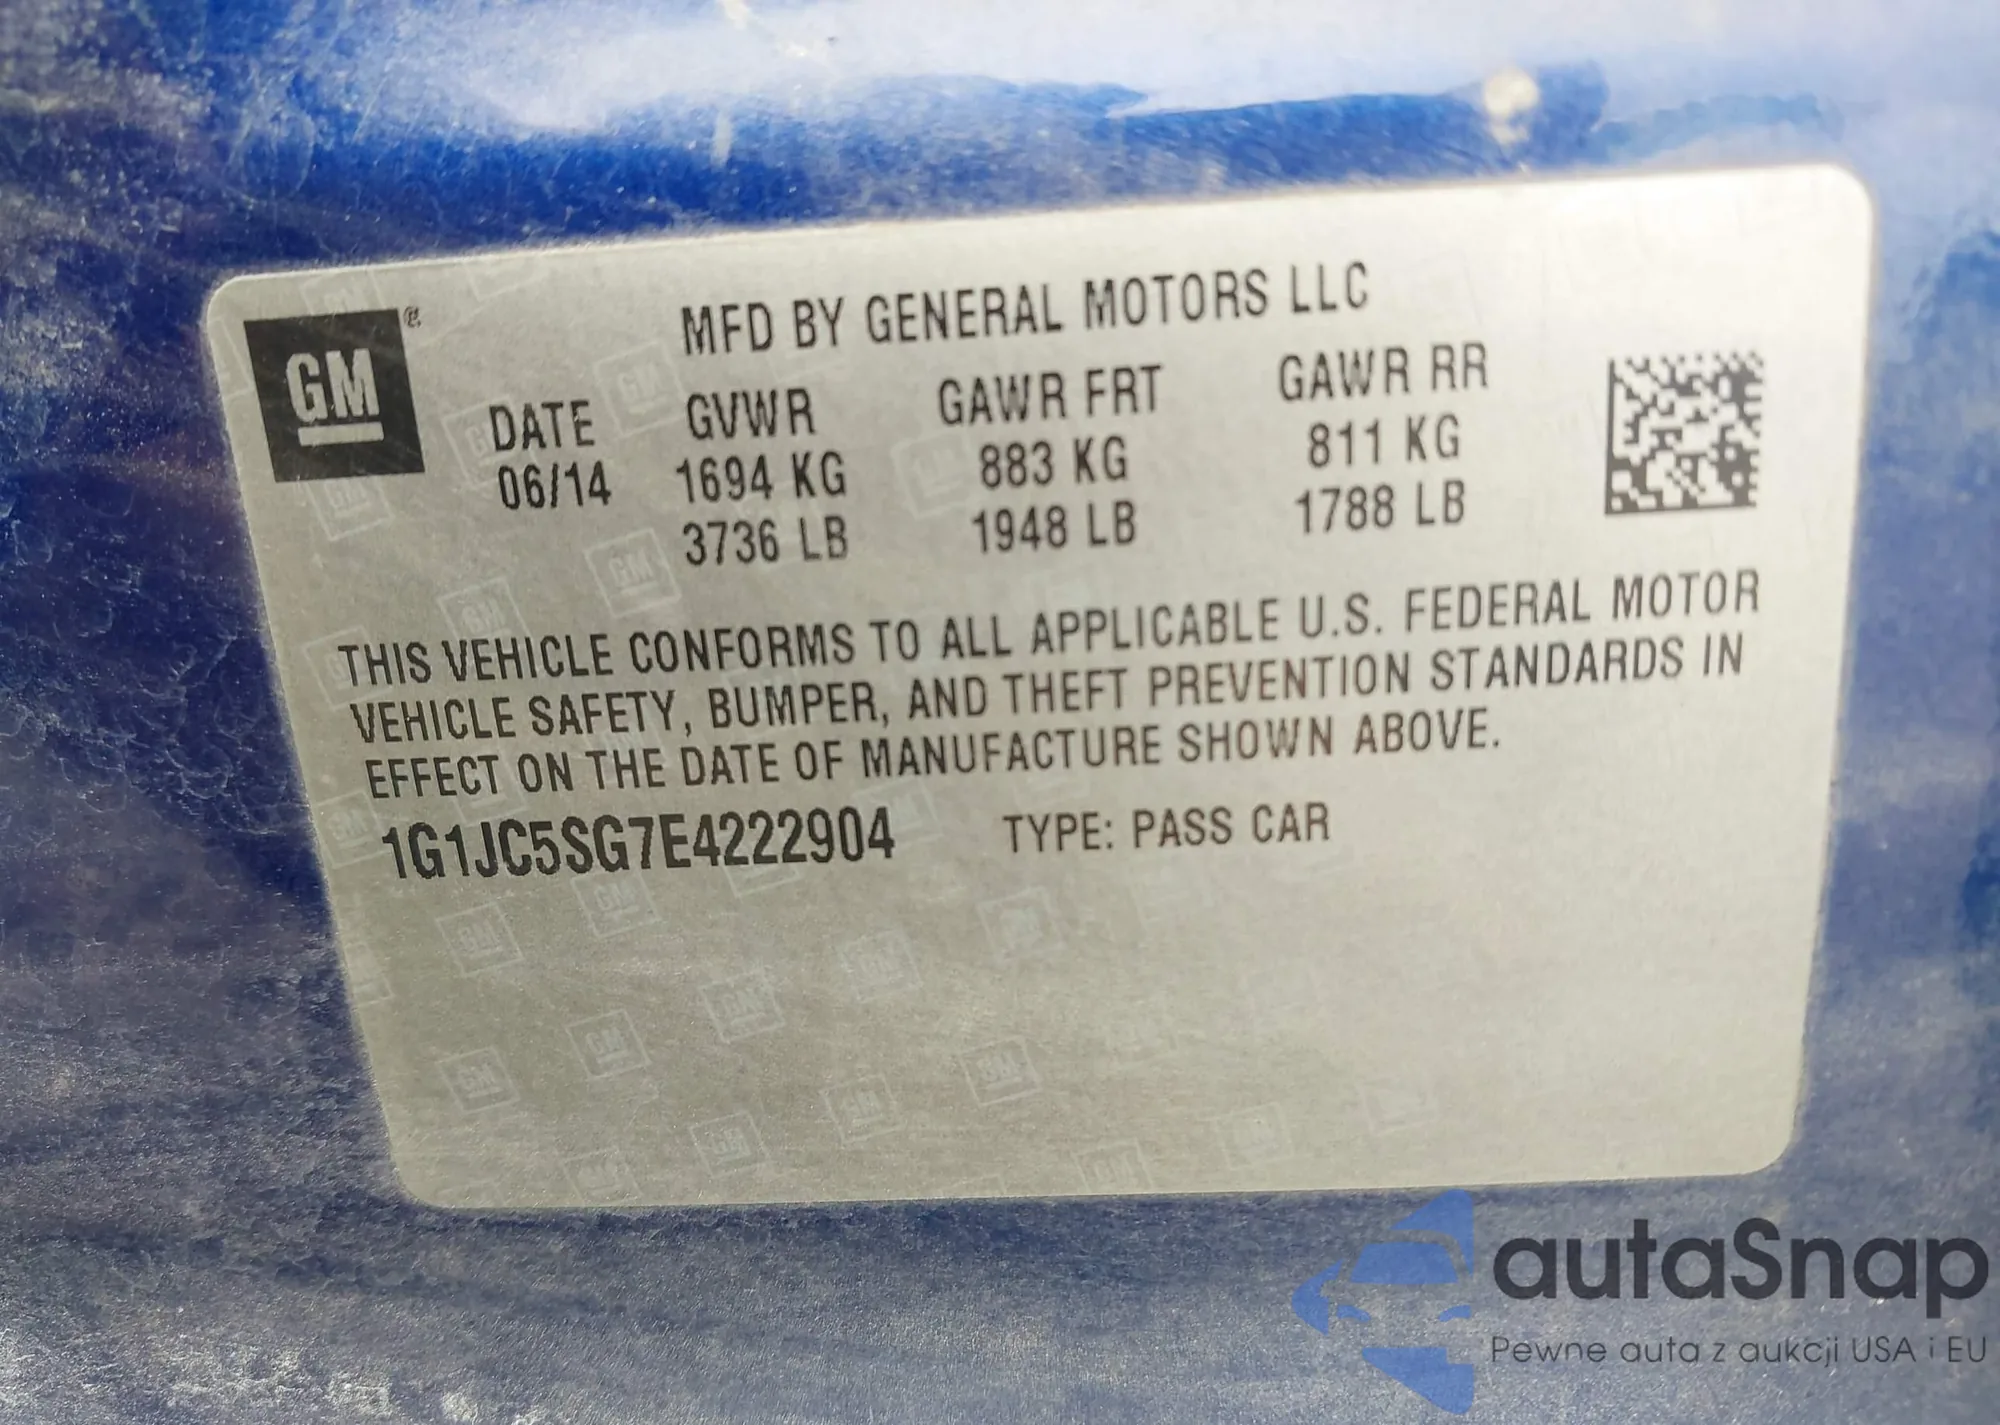 GM
MFD BY GENERAL MOTORS LLC
DATE GVWR GAWR FRT GAWR RR
06/14 1694 KG 883 KG 811 KG
3736 LB 1948 LB 1788 LB
THIS VEHICLE CONFORMS TO ALL APPLICABLE U.S. FEDERAL MOTOR
VEHICLE SAFETY, BUMPER, AND THEFT PREVENTION STANDARDS IN
EFFECT ON THE DATE OF MANUFACTURE SHOWN ABOVE.
1G1JC5SG7E4222904 TYPE: PASS CAR
autaSnap
Pewne auta z aukcji USA i EU